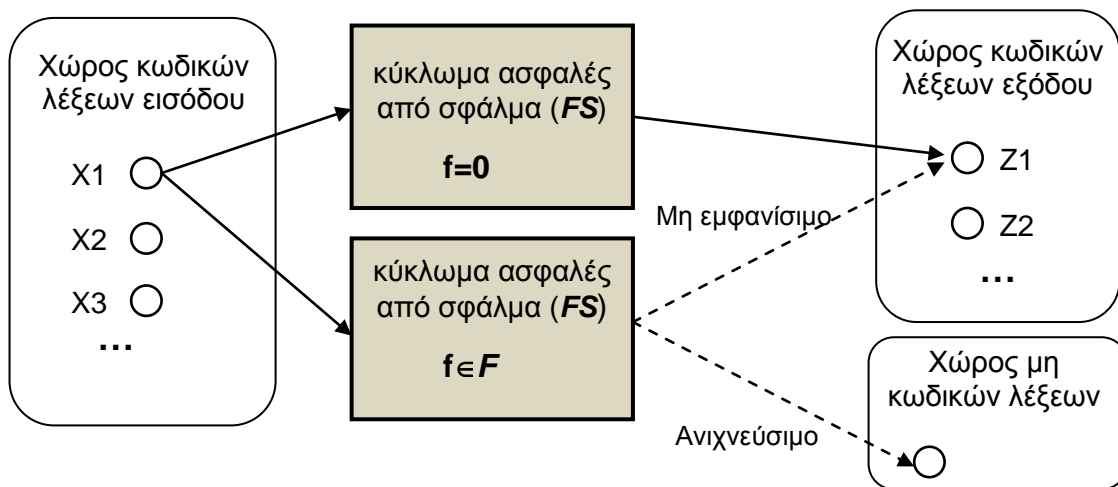 Χώρος κωδικών
λέξεων εισόδου
X1
X2
X3
...
κύκλωμα ασφαλές
από σφάλμα (FS)
f=0
κύκλωμα ασφαλές
από σφάλμα (FS)
f∈F
Μη εμφανίσιμο
Ανιχνεύσιμο
Χώρος κωδικών
λέξεων εξόδου
Z1
Z2
...
Χώρος μη
κωδικών λέξεων